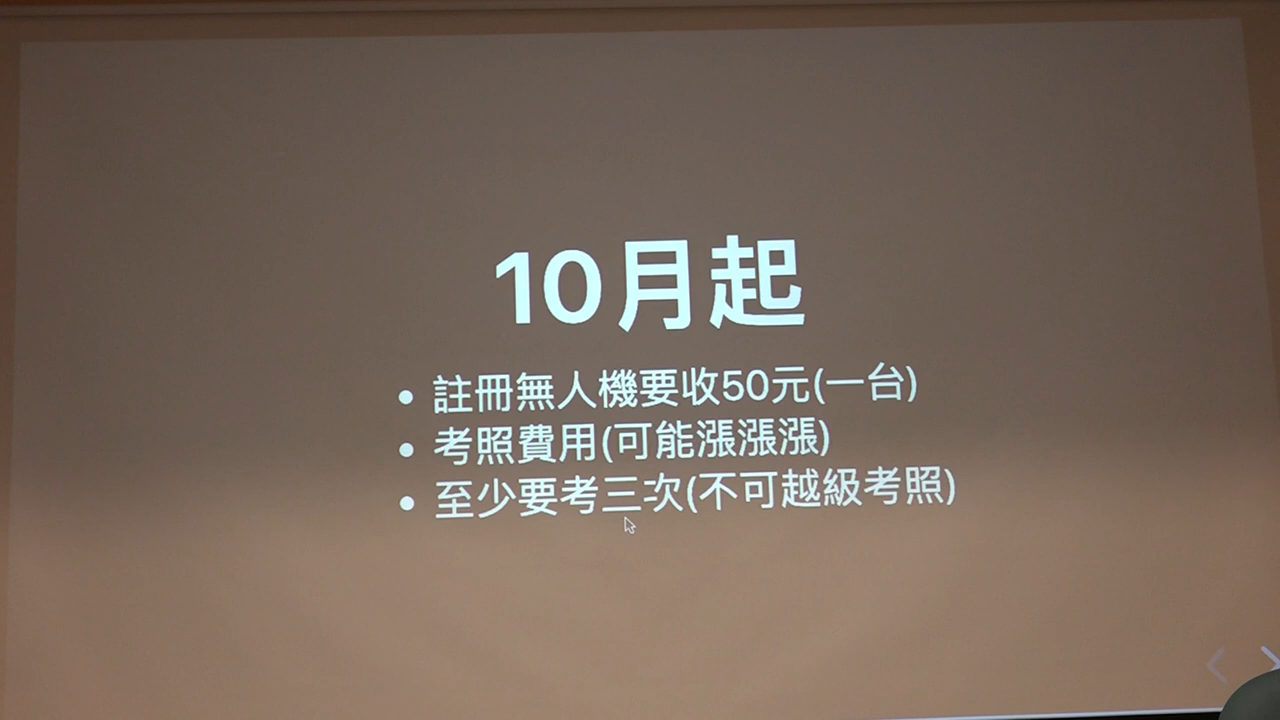 10月起
• 註冊無人機要收50元(一台)
• 考照費用(可能漲漲漲)
• 至少要考三次(不可越級考照)